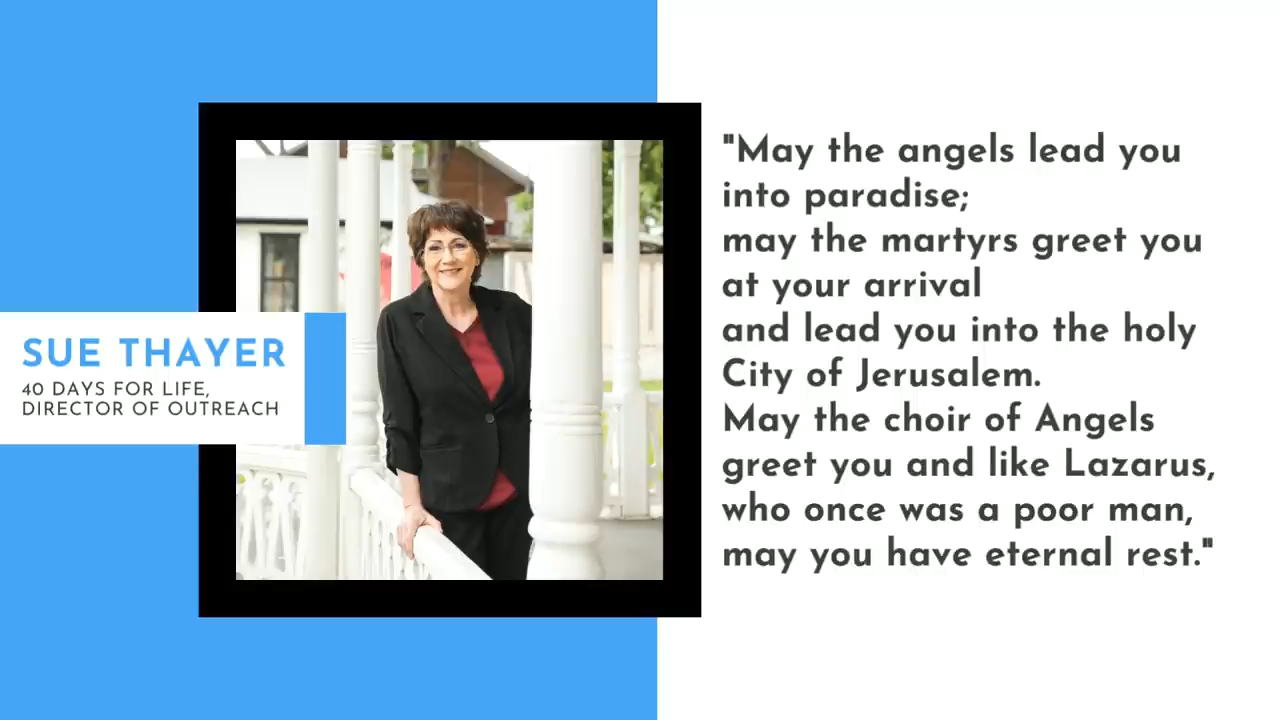 SUE THAYER
40 DAYS FOR LIFE,
DIRECTOR OF OUTREACH
"May the angels lead you
into paradise;
may the martyrs greet you
at your arrival
and lead you into the holy
City of Jerusalem.
May the choir of Angels
greet you and like Lazarus,
who once was a poor man,
may you have eternal rest."